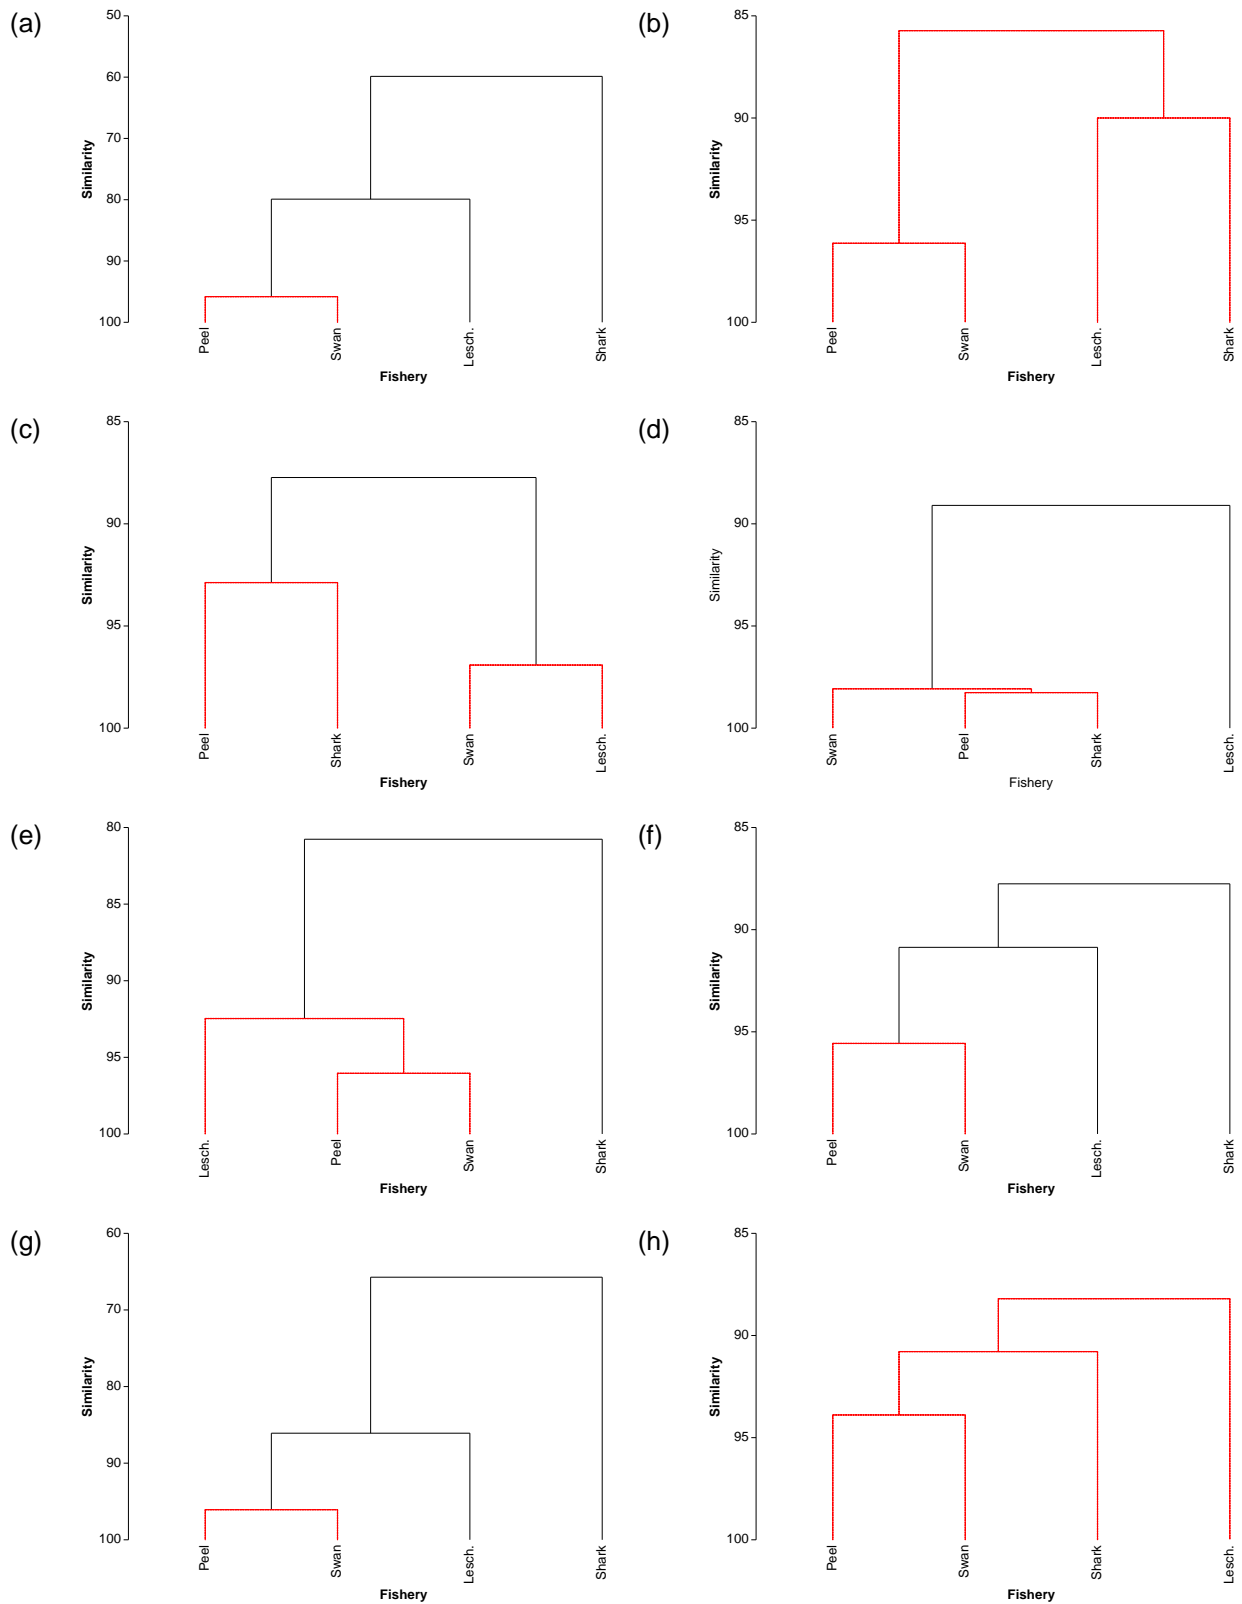 (a)
50
60
70
80
90
100
Similarity
Peel
Swan
Lesch.
Shark
Fishery
(b)
85
90
95
100
Similarity
Peel
Swan
Lesch.
Shark
Fishery
(c)
85
90
95
100
Similarity
Peel
Shark
Swan
Lesch.
Fishery
(d)
85
90
95
100
Similarity
Swan
Peel
Shark
Lesch.
Fishery
(e)
80
85
90
95
100
Similarity
Lesch.
Peel
Swan
Shark
Fishery
(f)
85
90
95
100
Similarity
Peel
Swan
Lesch.
Shark
Fishery
(g)
60
70
80
90
100
Similarity
Peel
Swan
Lesch.
Shark
Fishery
(h)
85
90
95
100
Similarity
Peel
Swan
Shark
Lesch.
Fishery